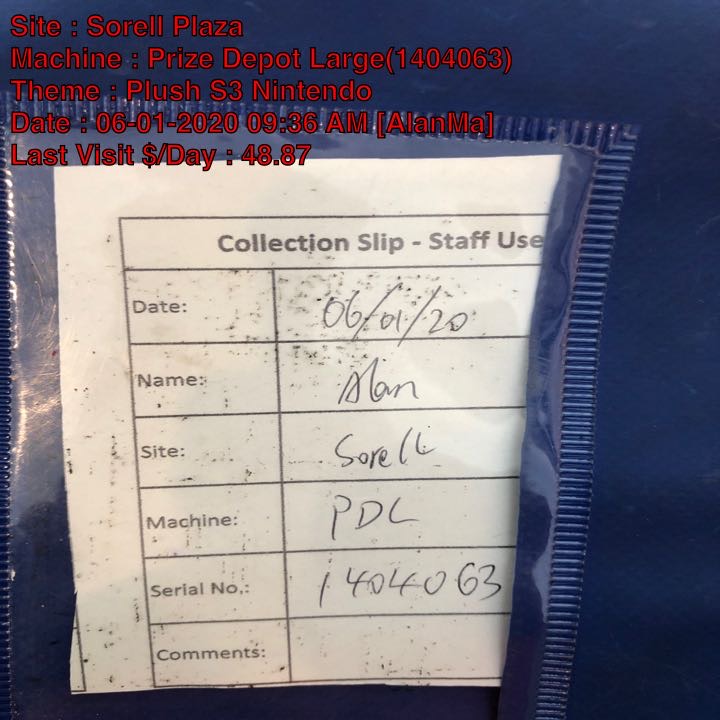 Site : Sorell Plaza
Machine : Prize Depot Large(1404063)
Theme : Plush S3 Nintendo
Date : 06-01-2020 09:36 AM [AlanMa]
Last Visit $/Day : 48.87
Collection Slip - Staff Use
Date: 06/01/20
Name: Alan
Site: Sorell
Machine: PDL
Serial No.: 1404063
Comments: